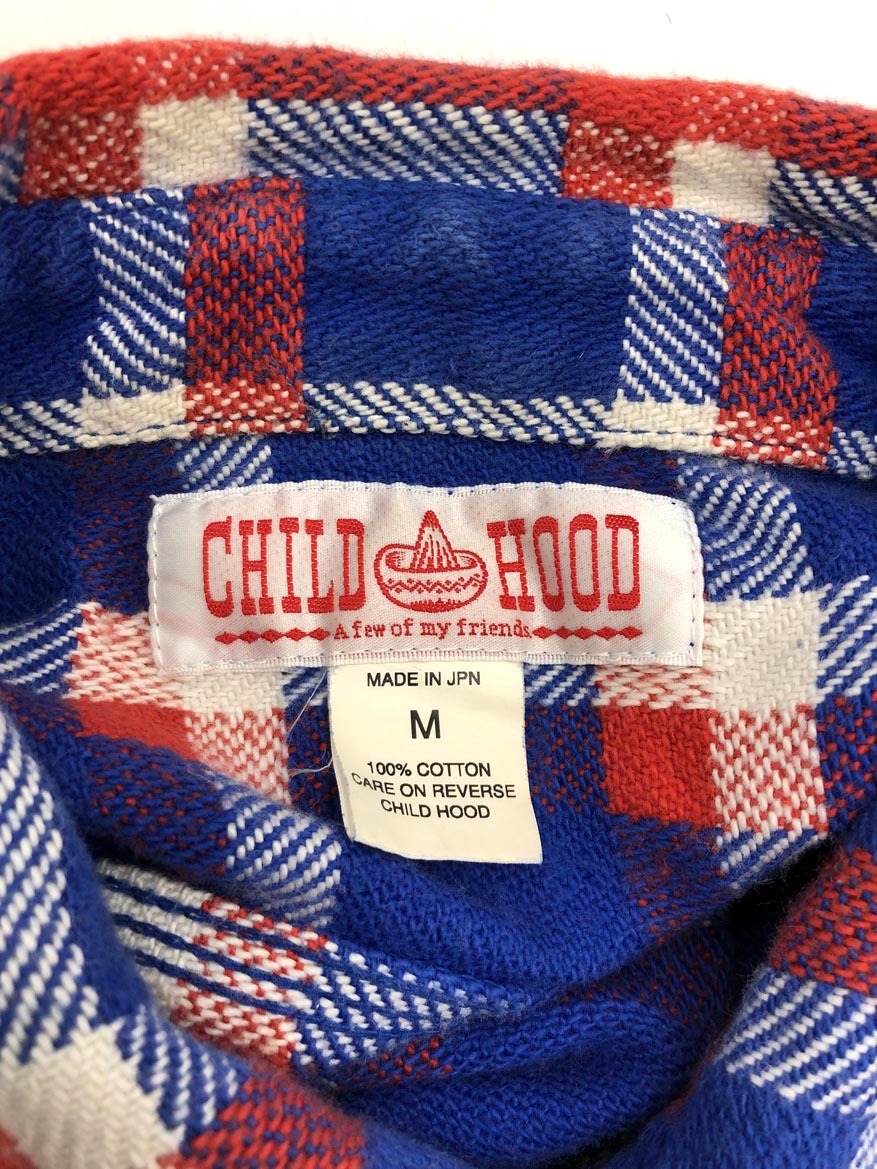 CHILD HOOD
A few of my friends.
MADE IN JPN
M
100% COTTON
CARE ON REVERSE
CHILD HOOD